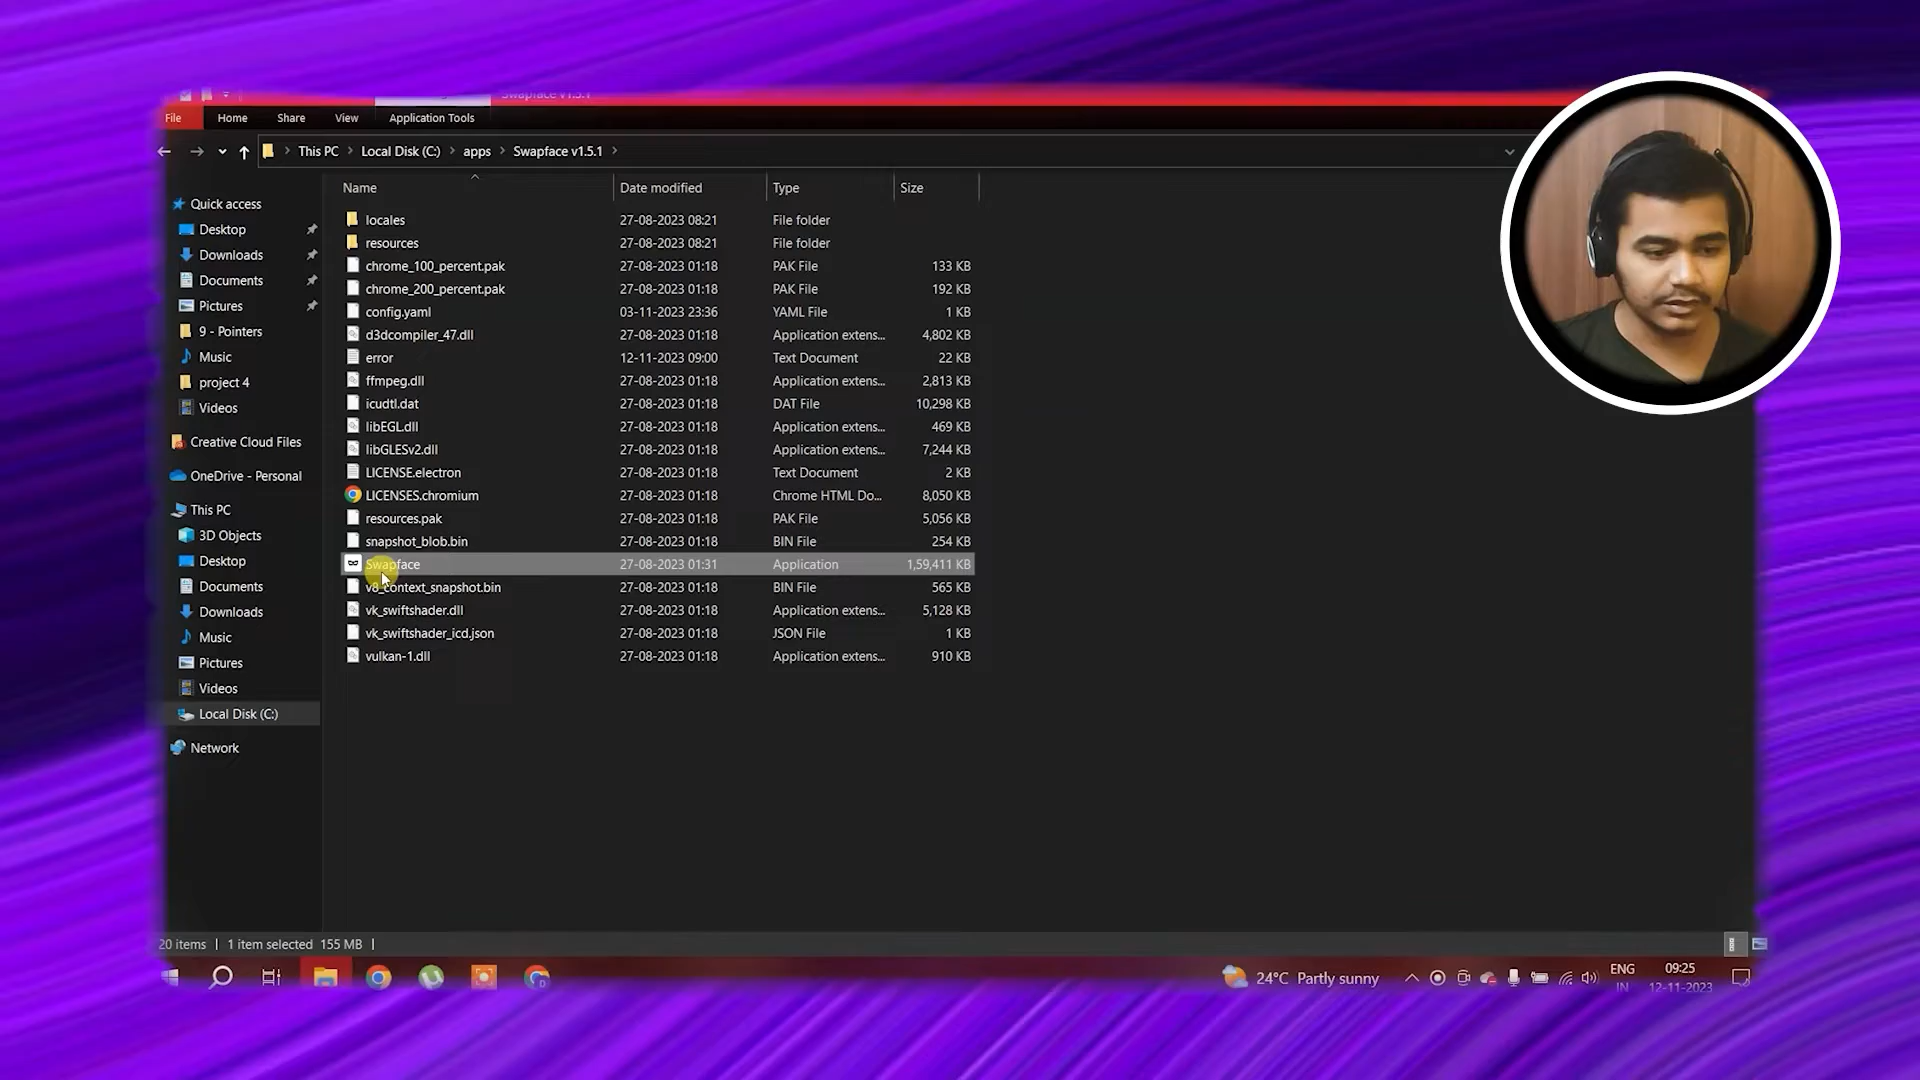 Swapface v1.5.1
File Home Share View Application Tools
This PC Local Disk (C:) apps Swapface v1.5.1
Name Date modified Type Size
Quick access
Desktop
Downloads
Documents
Pictures
9 - Pointers
Music
project 4
Videos
Creative Cloud Files
OneDrive - Personal
This PC
3D Objects
Desktop
Documents
Downloads
Music
Pictures
Videos
Local Disk (C:)
Network
locales 27-08-2023 08:21 File folder
resources 27-08-2023 08:21 File folder
chrome_100_percent.pak 27-08-2023 01:18 PAK File 133 KB
chrome_200_percent.pak 27-08-2023 01:18 PAK File 192 KB
config.yaml 03-11-2023 23:36 YAML File 1 KB
d3dcompiler_47.dll 27-08-2023 01:18 Application extens... 4,802 KB
error 12-11-2023 09:00 Text Document 22 KB
ffmpeg.dll 27-08-2023 01:18 Application extens... 2,813 KB
icudtl.dat 27-08-2023 01:18 DAT File 10,298 KB
libEGL.dll 27-08-2023 01:18 Application extens... 469 KB
libGLESv2.dll 27-08-2023 01:18 Application extens... 7,244 KB
LICENSE.electron 27-08-2023 01:18 Text Document 2 KB
LICENSES.chromium 27-08-2023 01:18 Chrome HTML Do... 8,050 KB
resources.pak 27-08-2023 01:18 PAK File 5,056 KB
snapshot_blob.bin 27-08-2023 01:18 BIN File 254 KB
Swapface 27-08-2023 01:31 Application 1,59,411 KB
v8_context_snapshot.bin 27-08-2023 01:18 BIN File 565 KB
vk_swiftshader.dll 27-08-2023 01:18 Application extens... 5,128 KB
vk_swiftshader_icd.json 27-08-2023 01:18 JSON File 1 KB
vulkan-1.dll 27-08-2023 01:18 Application extens... 910 KB
20 items 1 item selected 155 MB
24°C Partly sunny ENG 09:25
IN 12-11-2023